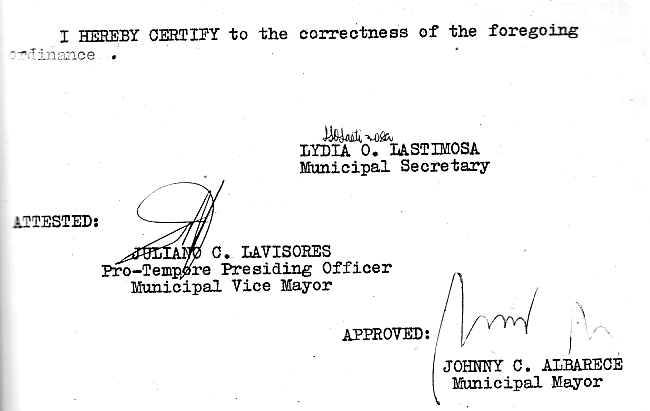 I HEREBY CERTIFY to the correctness of the foregoing
ordinance .
LYDIA O. LASTIMOSA
Municipal Secretary
ATTESTED:
JULIANO C. LAVISORES
Pro-Tempore Presiding Officer
Municipal Vice Mayor
APPROVED:
JOHNNY C. ALBARECE
Municipal Mayor